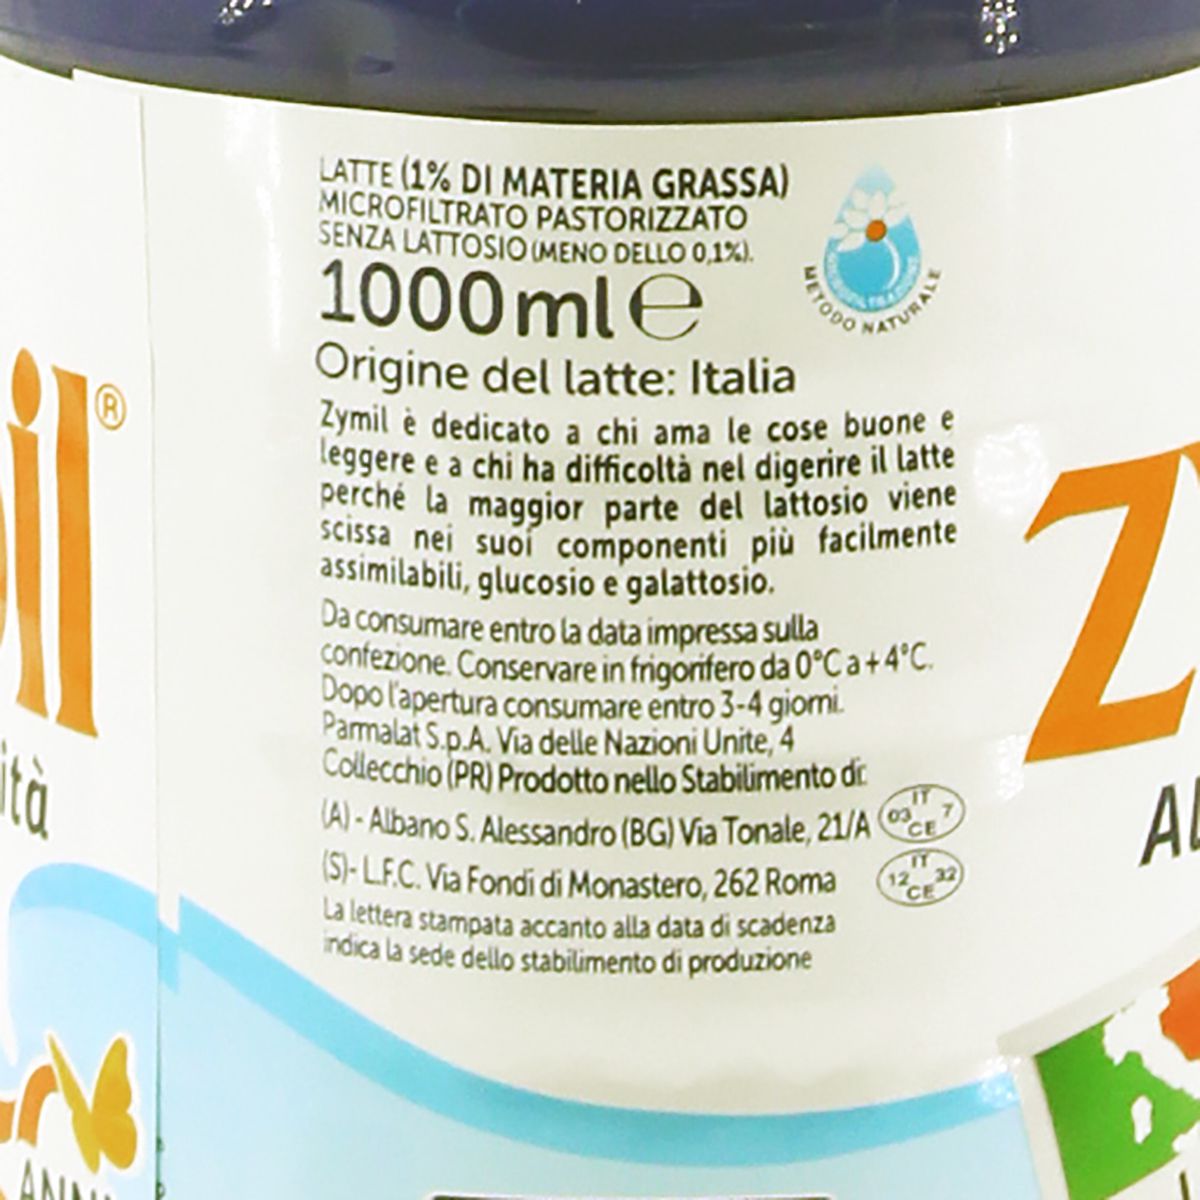 LATTE (1% DI MATERIA GRASSA)
MICROFILTRATO PASTORIZZATO
SENZA LATTOSIO (MENO DELLO 0,1%).
1000 ml ℮
METODO NATURALE
Origine del latte: Italia
Zymil è dedicato a chi ama le cose buone e
leggere e a chi ha difficoltà nel digerire il latte
perché la maggior parte del lattosio viene
scissa nei suoi componenti più facilmente
assimilabili, glucosio e galattosio.
Da consumare entro la data impressa sulla
confezione. Conservare in frigorifero da 0°C a +4°C.
Dopo l'apertura consumare entro 3-4 giorni.
Parmalat S.p.A. Via delle Nazioni Unite, 4
Collecchio (PR) Prodotto nello Stabilimento di:
(A) - Albano S. Alessandro (BG) Via Tonale, 21/A
IT
03 7
CE
(S)- L.F.C. Via Fondi di Monastero, 262 Roma
IT
12 32
CE
La lettera stampata accanto alla data di scadenza
indica la sede dello stabilimento di produzione
il®
ità